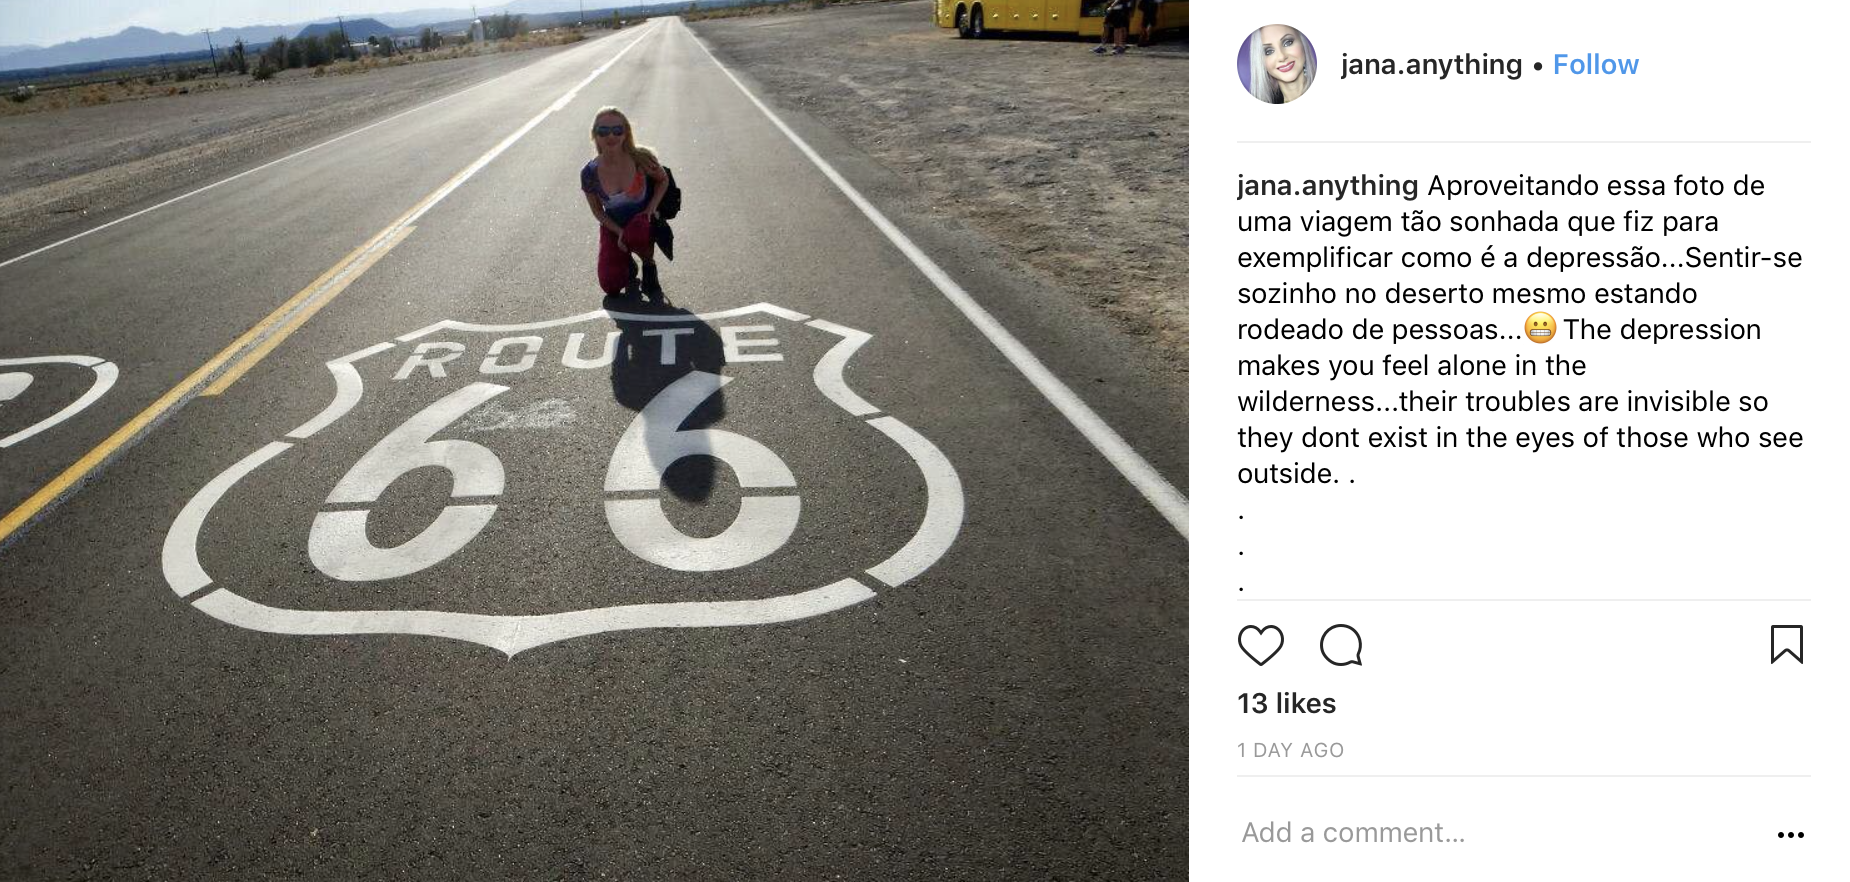 ROUTE
66
jana.anything • Follow
jana.anything Aproveitando essa foto de
uma viagem tão sonhada que fiz para
exemplificar como é a depressão...Sentir-se
sozinho no deserto mesmo estando
rodeado de pessoas...😬 The depression
makes you feel alone in the
wilderness...their troubles are invisible so
they dont exist in the eyes of those who see
outside. .
.
.
.
13 likes
1 DAY AGO
Add a comment...